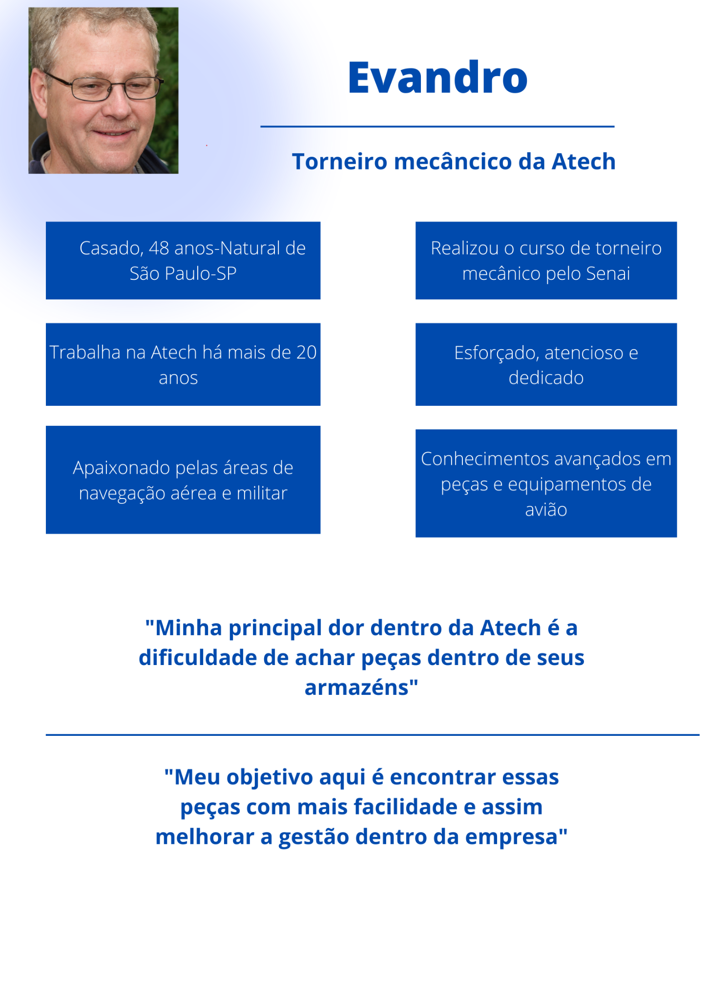 Evandro
Torneiro mecâncico da Atech
Casado, 48 anos-Natural de
São Paulo-SP
Realizou o curso de torneiro
mecânico pelo Senai
Trabalha na Atech há mais de 20
anos
Esforçado, atencioso e
dedicado
Apaixonado pelas áreas de
navegação aérea e militar
Conhecimentos avançados em
peças e equipamentos de
avião
"Minha principal dor dentro da Atech é a
dificuldade de achar peças dentro de seus
armazéns"
"Meu objetivo aqui é encontrar essas
peças com mais facilidade e assim
melhorar a gestão dentro da empresa"